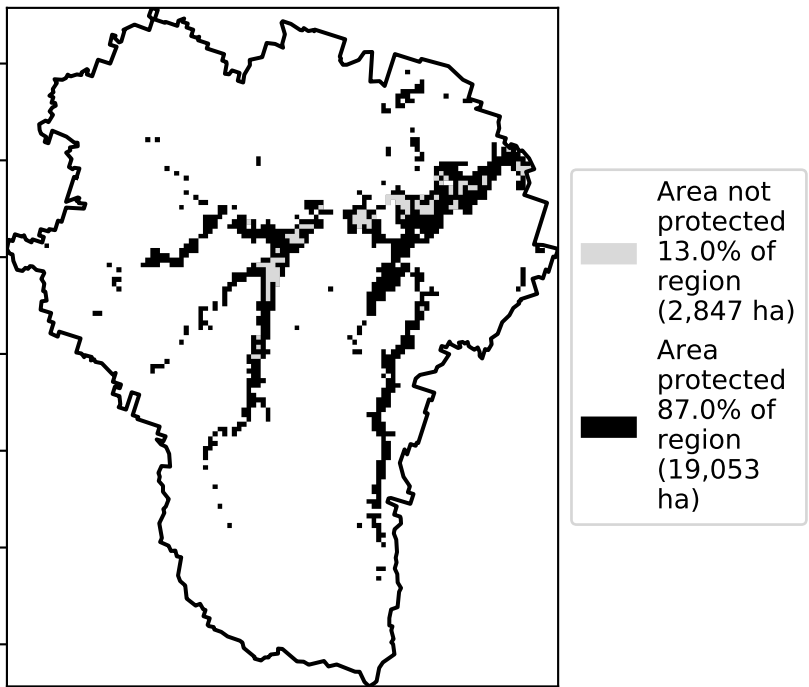 Area not
protected
13.0% of
region
(2,847 ha)
Area
protected
87.0% of
region
(19,053
ha)